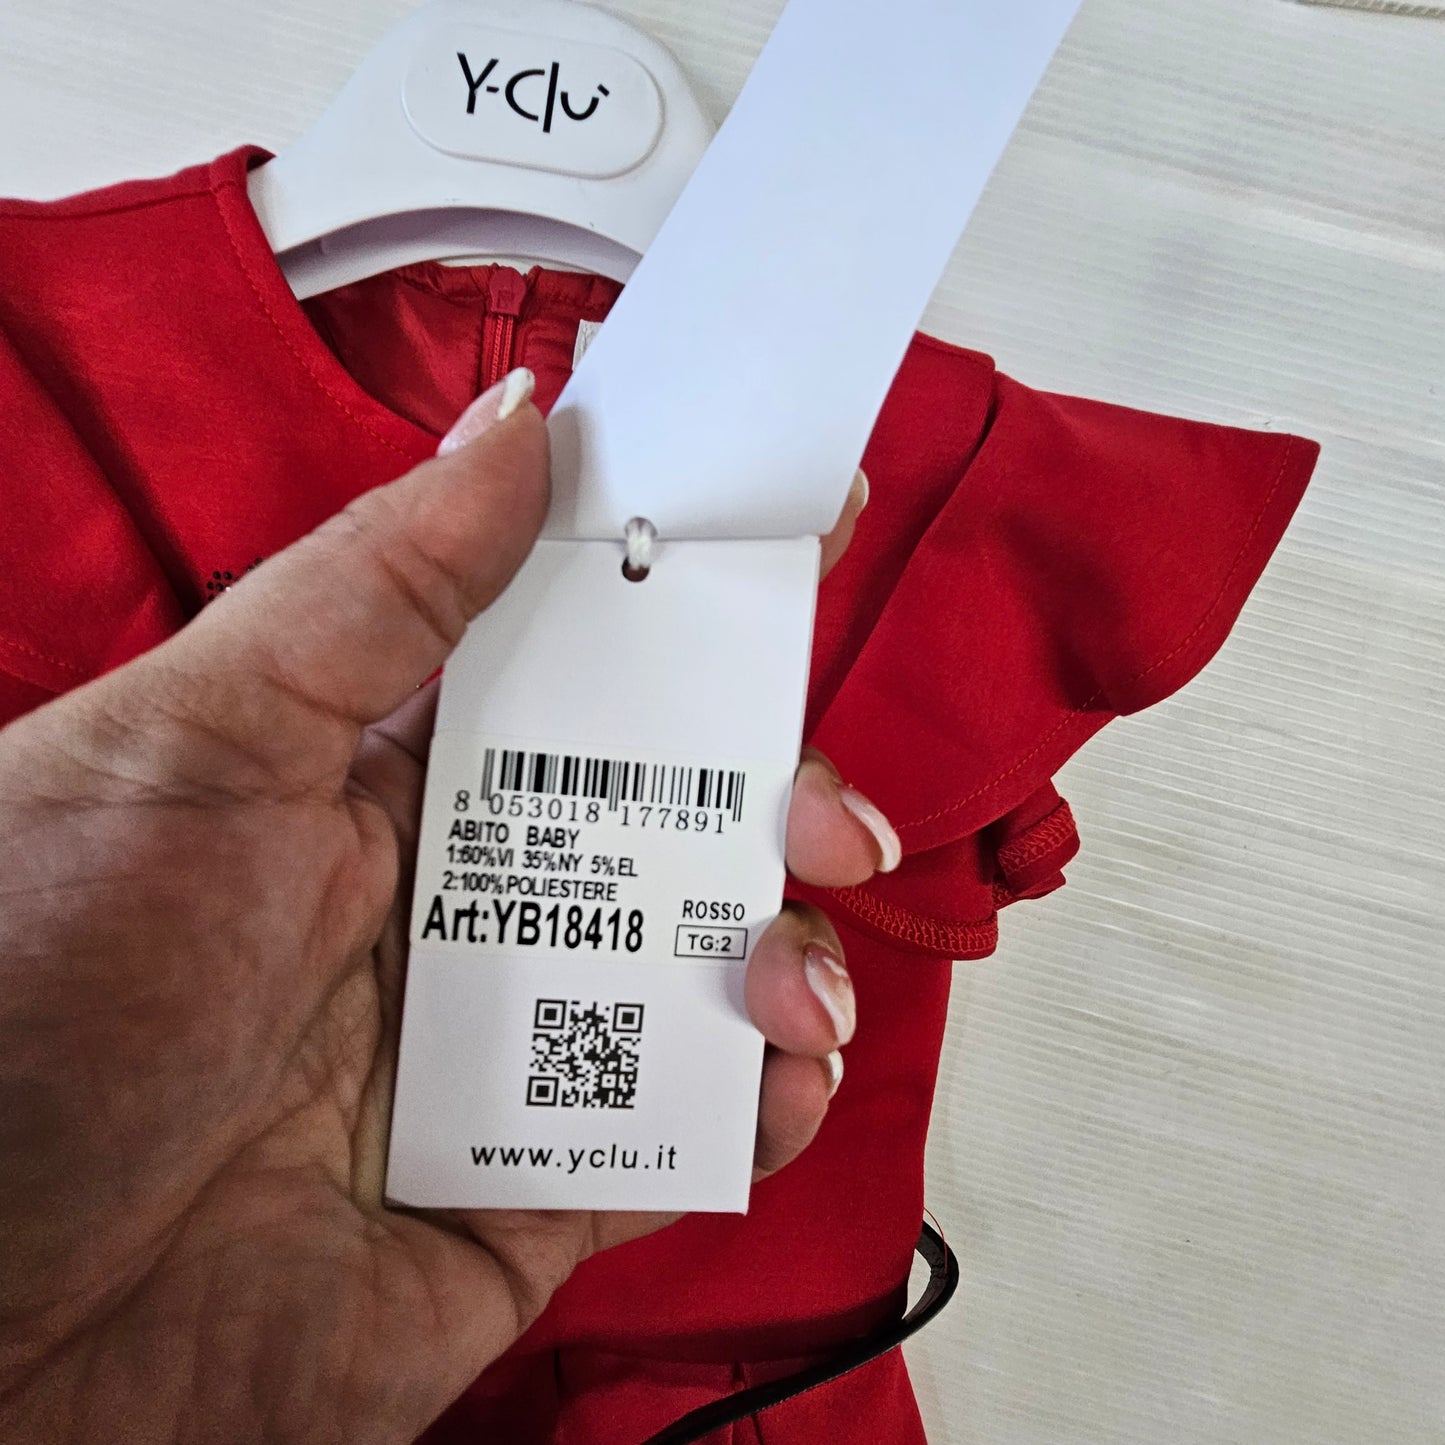 Y-Clù
8 053018 177891
ABITO BABY
1:60%VI 35%NY 5%EL
2:100%POLIESTERE
Art:YB18418
ROSSO
TG:2
www.yclu.it